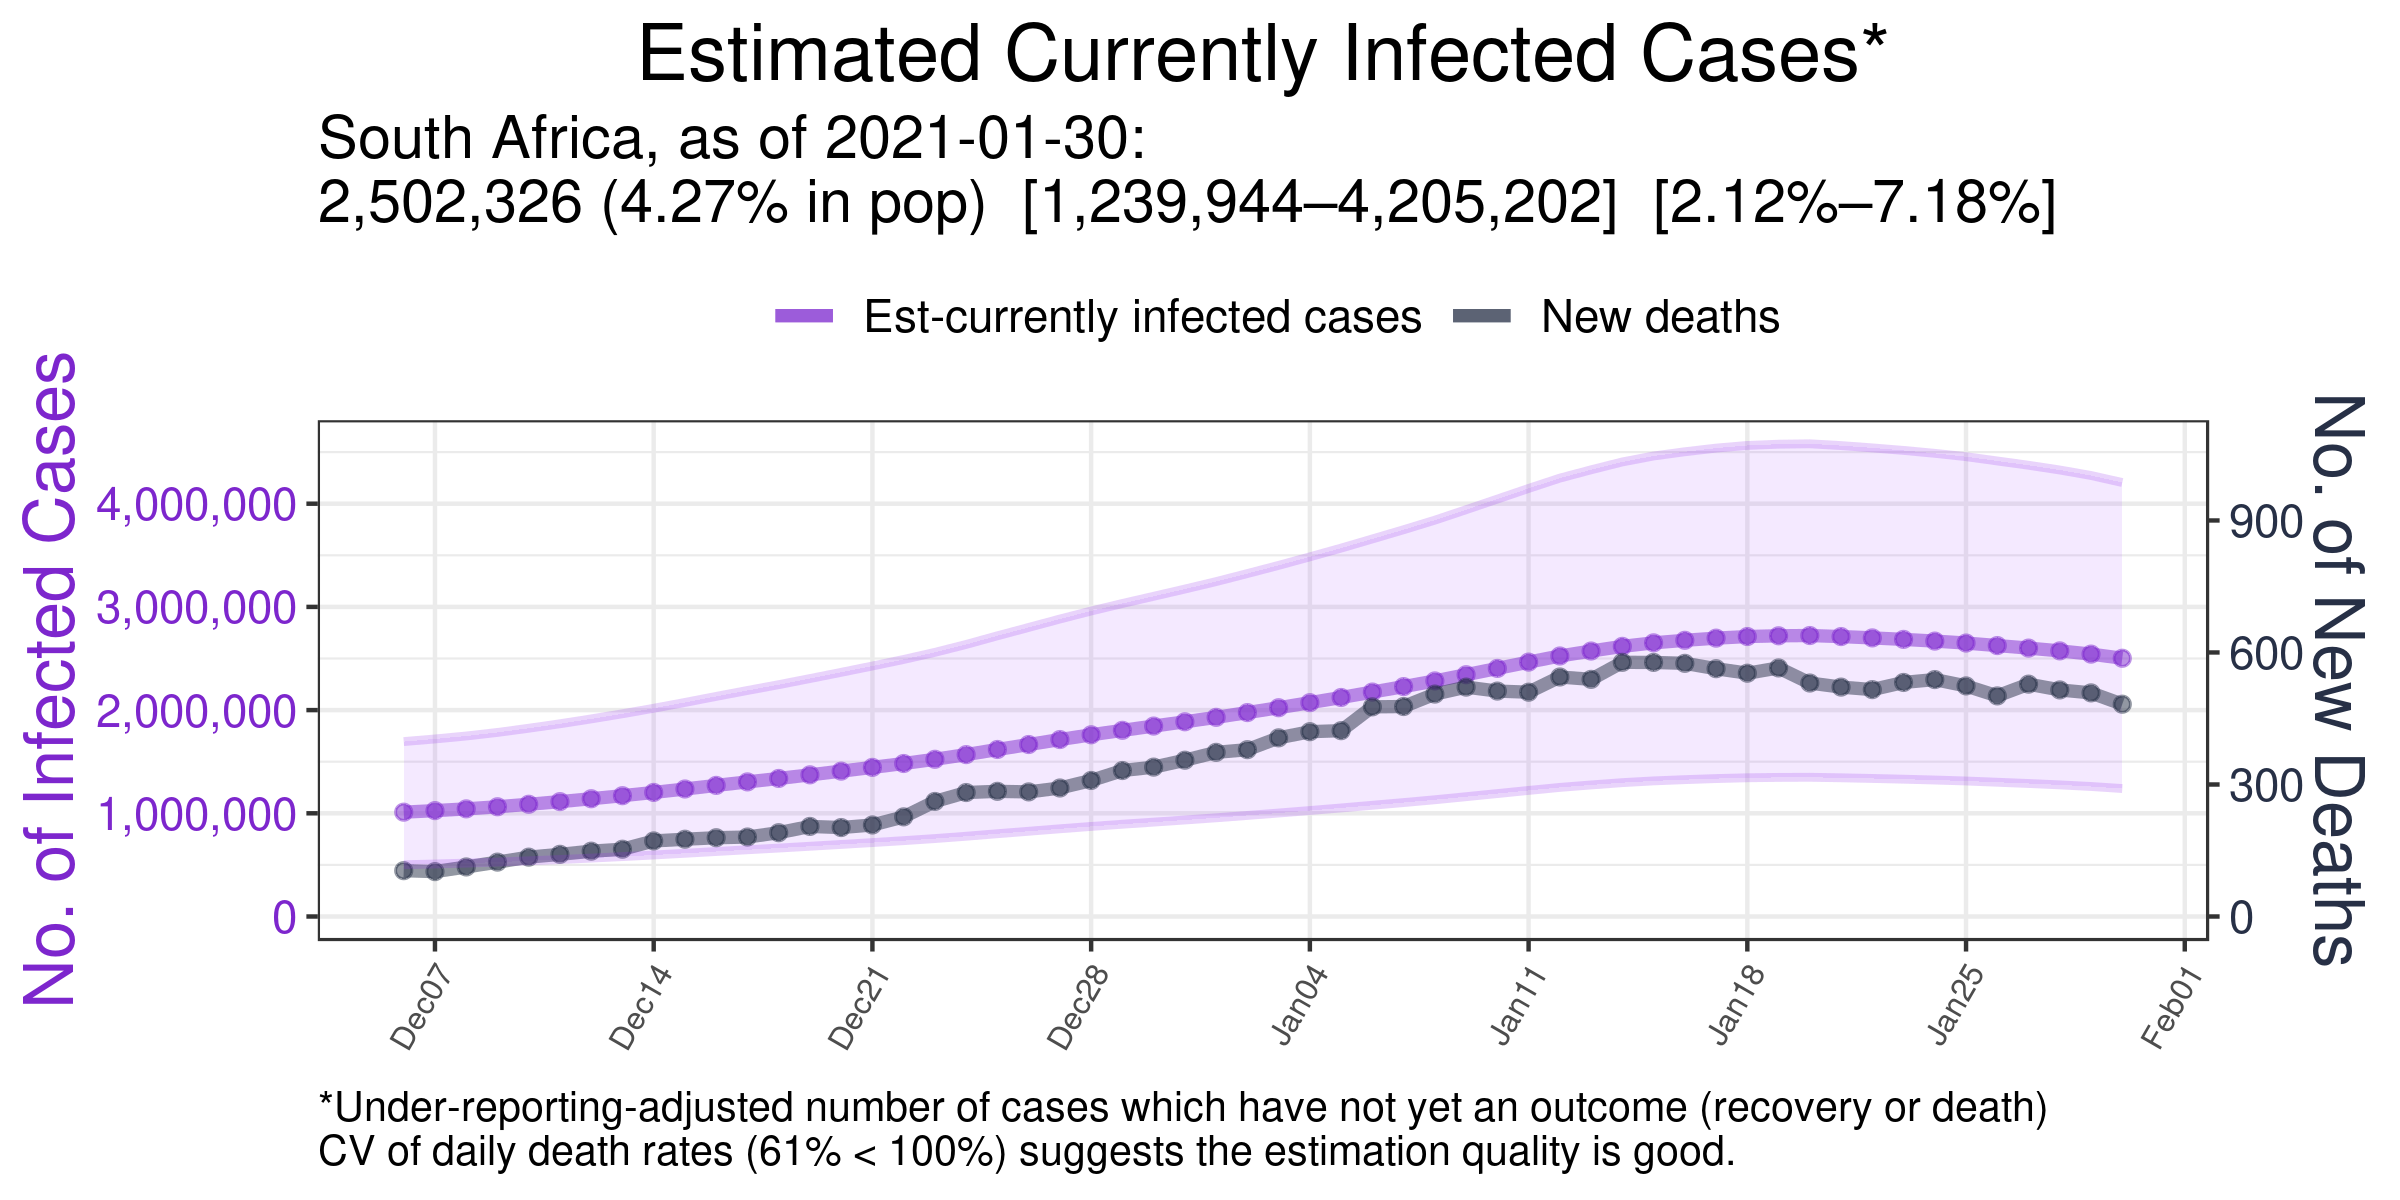 Estimated Currently Infected Cases*
South Africa, as of 2021-01-30:
2,502,326 (4.27% in pop)  [1,239,944–4,205,202]  [2.12%–7.18%]
Est-currently infected cases
New deaths
No. of Infected Cases
4,000,000
3,000,000
2,000,000
1,000,000
0
No. of New Deaths
900
600
300
0
Dec07
Dec14
Dec21
Dec28
Jan04
Jan11
Jan18
Jan25
Feb01
*Under-reporting-adjusted number of cases which have not yet an outcome (recovery or death)
CV of daily death rates (61% < 100%) suggests the estimation quality is good.